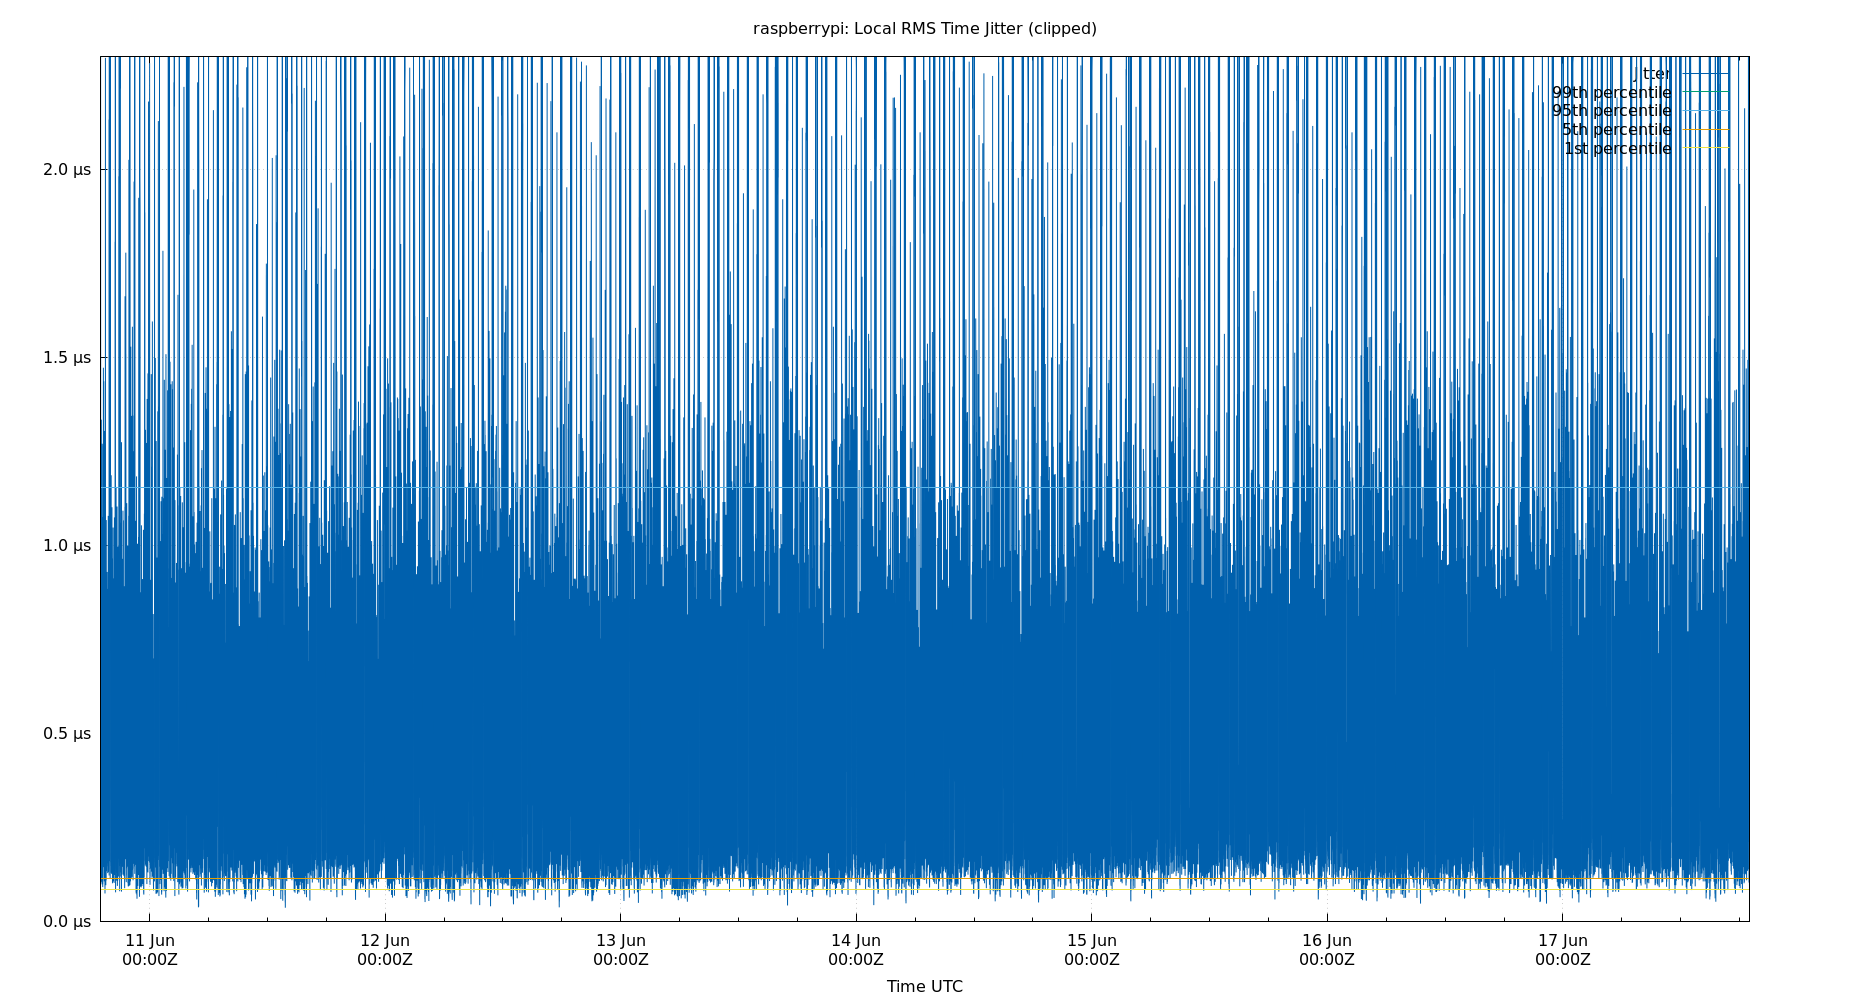 raspberrypi: Local RMS Time Jitter (clipped)
jitter
99th percentile
95th percentile
5th percentile
1st percentile
2.0 μs
1.5 μs
1.0 μs
0.5 μs
0.0 μs
11 Jun 12 Jun 13 Jun 14 Jun 15 Jun 16 Jun 17 Jun
00:00Z 00:00Z 00:00Z 00:00Z 00:00Z 00:00Z 00:00Z
Time UTC